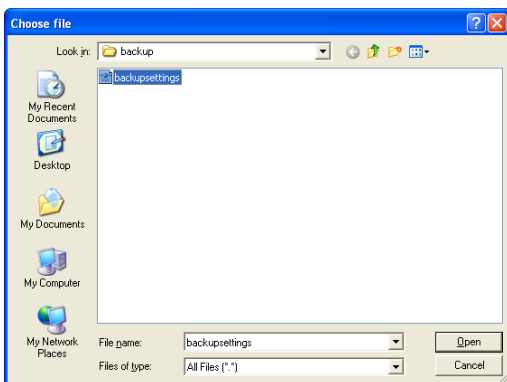 Choose file
Look in:
backup
backupsettings
My Recent
Documents
Desktop
My Documents
My Computer
My Network
Places
File name:
backupsettings
Open
Files of type:
All Files (*.*)
Cancel